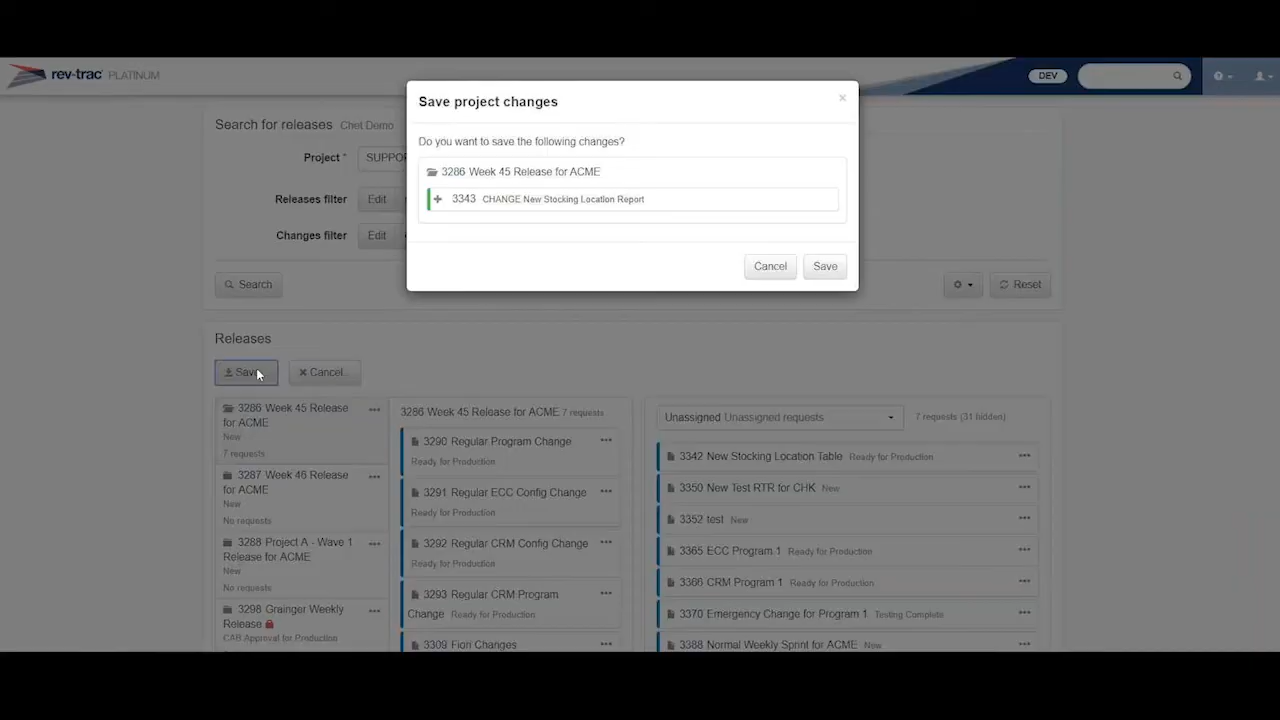 rev-trac PLATINUM
DEV
Search for releases Chet Demo
Project *
SUPPOR
Releases filter
Edit
Changes filter
Edit
Search
Reset
Save project changes
×
Do you want to save the following changes?
3286 Week 45 Release for ACME
3343 CHANGE New Stocking Location Report
Cancel
Save
Releases
Save
Cancel..
3286 Week 45 Release
for ACME
New
7 requests
3287 Week 46 Release
for ACME
New
No requests
3288 Project A - Wave 1
Release for ACME
New
No requests
3298 Grainger Weekly
Release
CAB Approval for Production
3286 Week 45 Release for ACME 7 requests
3290 Regular Program Change
Ready for Production
3291 Regular ECC Config Change
Ready for Production
3292 Regular CRM Config Change
Ready for Production
3293 Regular CRM Program
Change Ready for Production
3309 Fiori Changes
Unassigned Unassigned requests
7 requests (31 hidden)
3342 New Stocking Location Table Ready for Production
3350 New Test RTR for CHK New
3352 test New
3365 ECC Program 1 Ready for Production
3366 CRM Program 1 Ready for Production
3370 Emergency Change for Program 1 Testing Complete
3388 Normal Weekly Sprint for ACME New